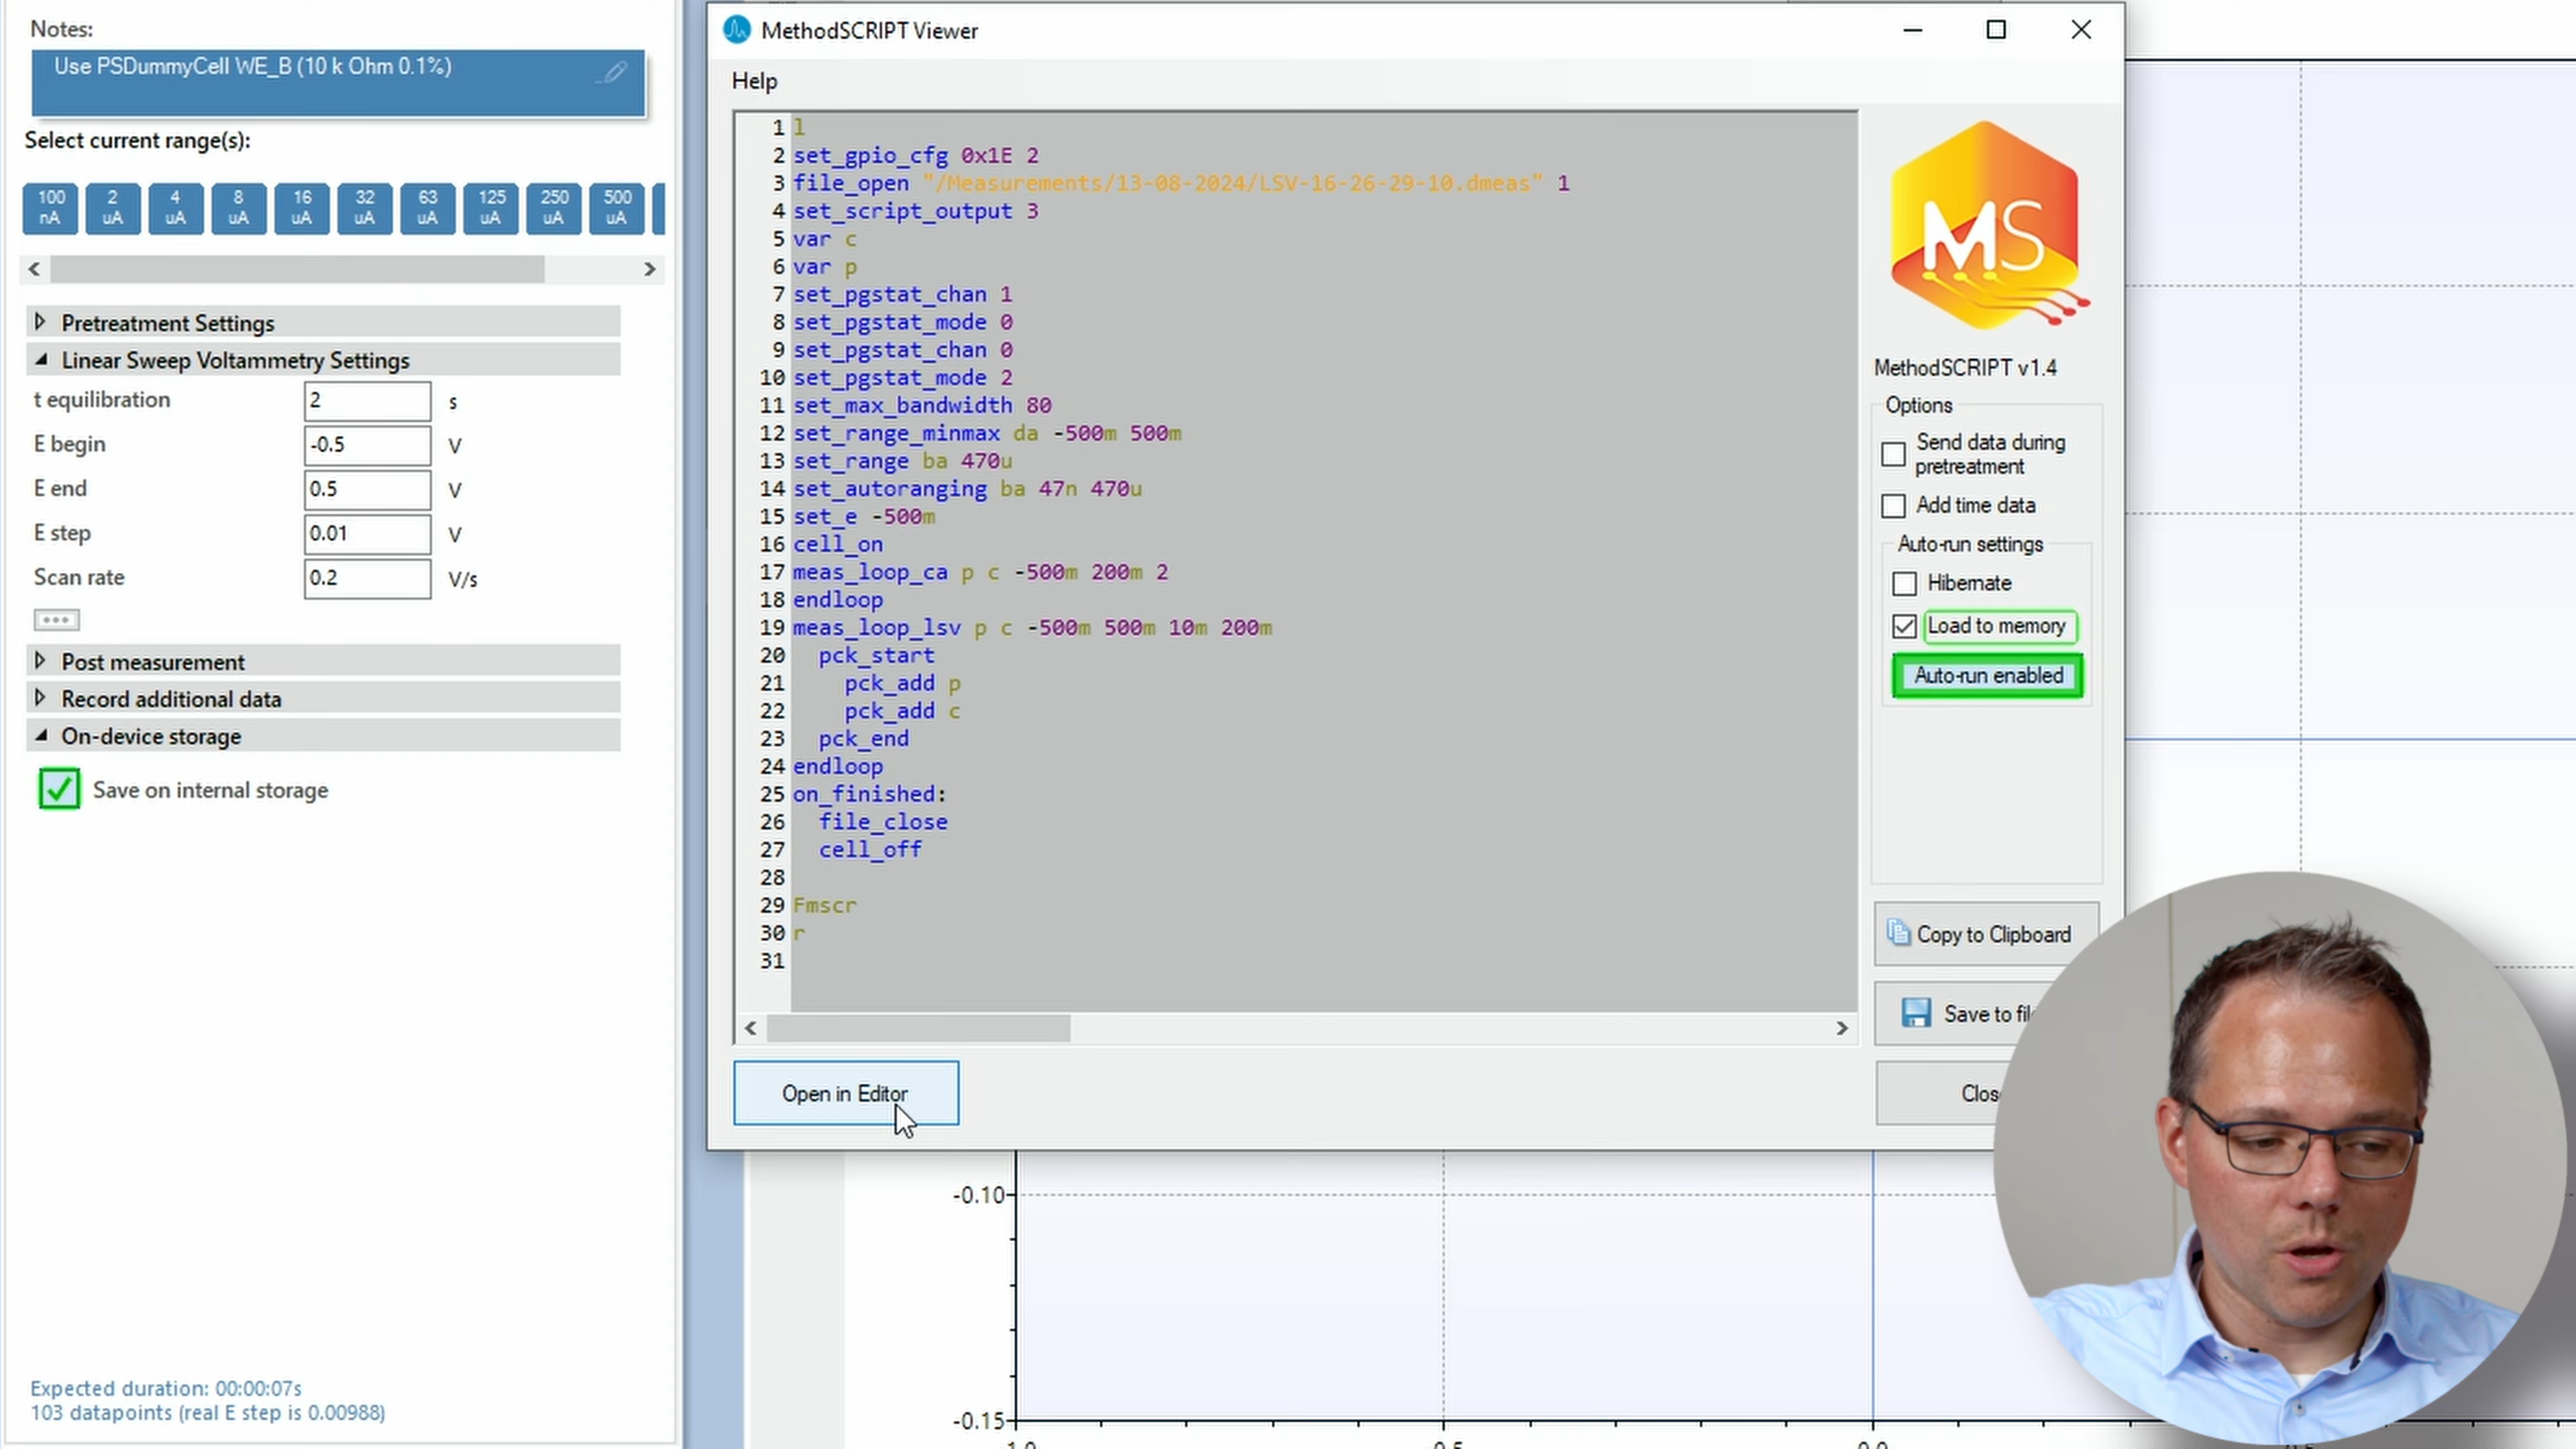 Notes:
Use PSDummyCell WE_B (10 k Ohm 0.1%)
Select current range(s):
100 nA
2 uA
4 uA
8 uA
16 uA
32 uA
63 uA
125 uA
250 uA
500 uA
Pretreatment Settings
Linear Sweep Voltammetry Settings
t equilibration 2 s
E begin -0.5 V
E end 0.5 V
E step 0.01 V
Scan rate 0.2 V/s
Post measurement
Record additional data
On-device storage
Save on internal storage
Expected duration: 00:00:07s
103 datapoints (real E step is 0.00988)
MethodSCRIPT Viewer
Help
1 l
2 set_gpio_cfg 0x1E 2
3 file_open "/Measurements/13-08-2024/LSV-16-26-29-10.dmeas" 1
4 set_script_output 3
5 var c
6 var p
7 set_pgstat_chan 1
8 set_pgstat_mode 0
9 set_pgstat_chan 0
10 set_pgstat_mode 2
11 set_max_bandwidth 80
12 set_range_minmax da -500m 500m
13 set_range ba 470u
14 set_autoranging ba 47n 470u
15 set_e -500m
16 cell_on
17 meas_loop_ca p c -500m 200m 2
18 endloop
19 meas_loop_lsv p c -500m 500m 10m 200m
20 pck_start
21 pck_add p
22 pck_add c
23 pck_end
24 endloop
25 on_finished:
26 file_close
27 cell_off
28
29 Fmscr
30 r
31
Open in Editor
MS
MethodSCRIPT v1.4
Options
Send data during
pretreatment
Add time data
Auto-run settings
Hibernate
Load to memory
Auto-run enabled
Copy to Clipboard
Save to
-0.10
-0.15